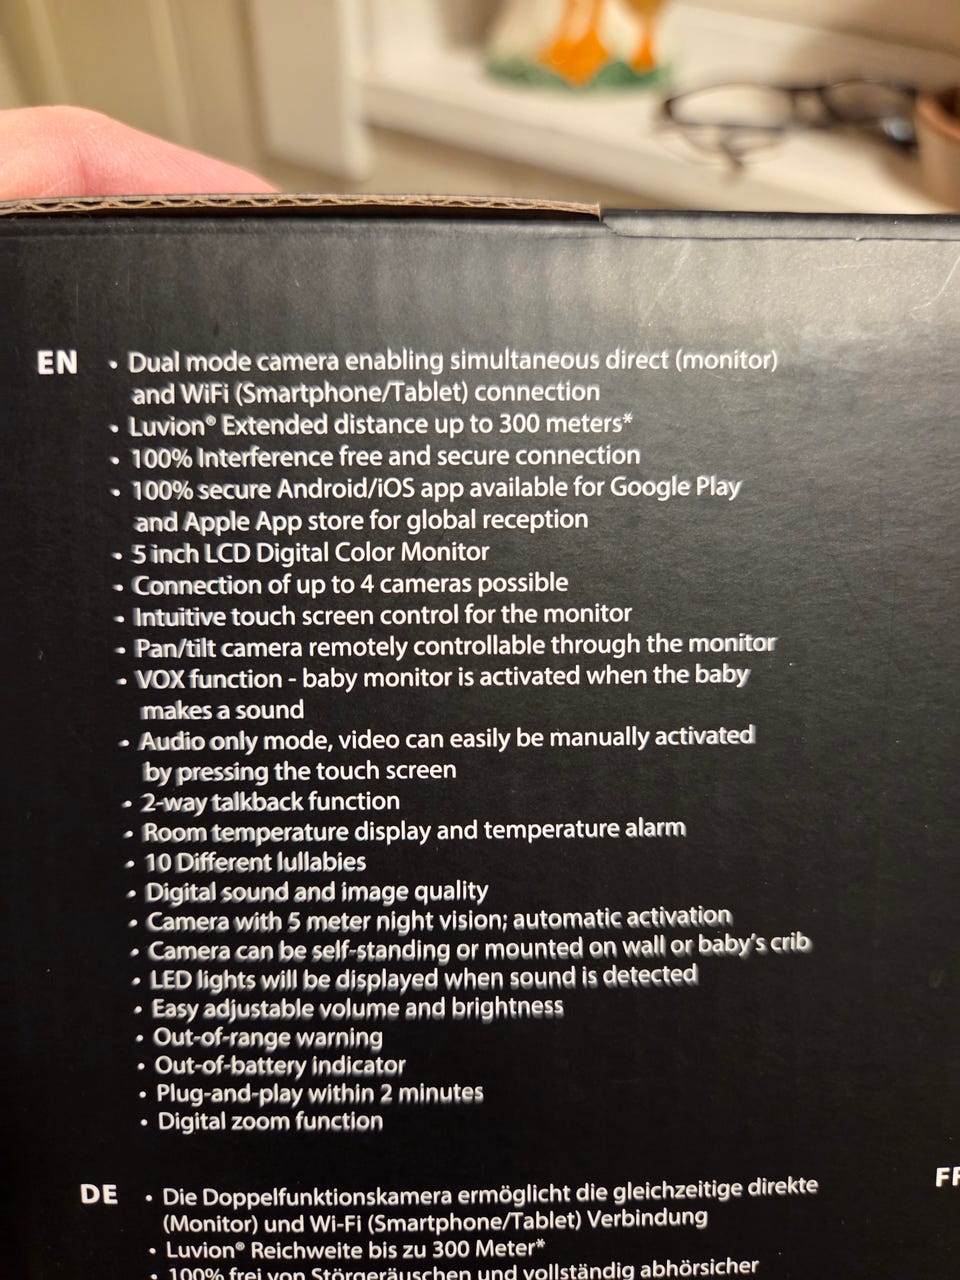 EN
• Dual mode camera enabling simultaneous direct (monitor)
and WiFi (Smartphone/Tablet) connection
• Luvion® Extended distance up to 300 meters*
• 100% Interference free and secure connection
• 100% secure Android/iOS app available for Google Play
and Apple App store for global reception
• 5 inch LCD Digital Color Monitor
• Connection of up to 4 cameras possible
• Intuitive touch screen control for the monitor
• Pan/tilt camera remotely controllable through the monitor
• VOX function - baby monitor is activated when the baby
makes a sound
• Audio only mode, video can easily be manually activated
by pressing the touch screen
• 2-way talkback function
• Room temperature display and temperature alarm
• 10 Different lullabies
• Digital sound and image quality
• Camera with 5 meter night vision; automatic activation
• Camera can be self-standing or mounted on wall or baby's crib
• LED lights will be displayed when sound is detected
• Easy adjustable volume and brightness
• Out-of-range warning
• Out-of-battery indicator
• Plug-and-play within 2 minutes
• Digital zoom function
DE
• Die Doppelfunktionskamera ermöglicht die gleichzeitige direkte
(Monitor) und Wi-Fi (Smartphone/Tablet) Verbindung
• Luvion® Reichweite bis zu 300 Meter*
• 100% frei von Störgeräuschen und vollständig abhörsicher
FR